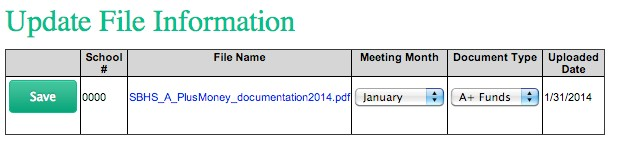 Update File Information
School # File Name Meeting Month Document Type Uploaded Date
Save 0000 SBHS_A_PlusMoney_documentation2014.pdf January A+ Funds 1/31/2014